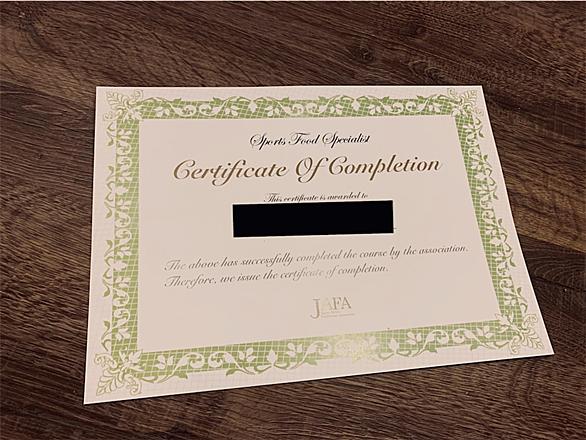 Sports Food Specialist
Certificate Of Completion
This certificate is awarded to
The above has successfully completed the course by the association.
Therefore, we issue the certificate of completion.
JAFA